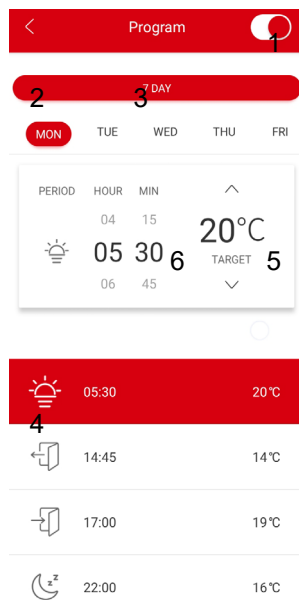 Program
1
2 3
7 DAY
MON TUE WED THU FRI
PERIOD HOUR MIN
04 15
05 30 6 20°C
TARGET 5
06 45
05:30 20℃
4
14:45 14℃
17:00 19℃
z z
22:00 16℃